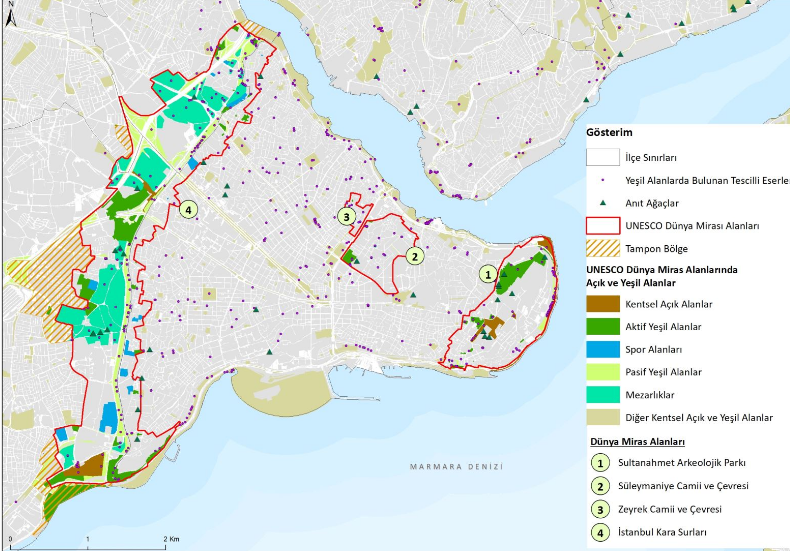 N
Gösterim
İlçe Sınırları
Yeşil Alanlarda Bulunan Tescilli Eserle
Anıt Ağaçlar
UNESCO Dünya Mirası Alanları
Tampon Bölge
UNESCO Dünya Miras Alanlarında
Açık ve Yeşil Alanlar
Kentsel Açık Alanlar
Aktif Yeşil Alanlar
Spor Alanları
Pasif Yeşil Alanlar
Mezarlıklar
Diğer Kentsel Açık ve Yeşil Alanlar
Dünya Miras Alanları
1 Sultanahmet Arkeolojik Parkı
2 Süleymaniye Camii ve Çevresi
3 Zeyrek Camii ve Çevresi
4 İstanbul Kara Surları
4
3
2
1
MARMARA DENİZİ
0 1 2 Km